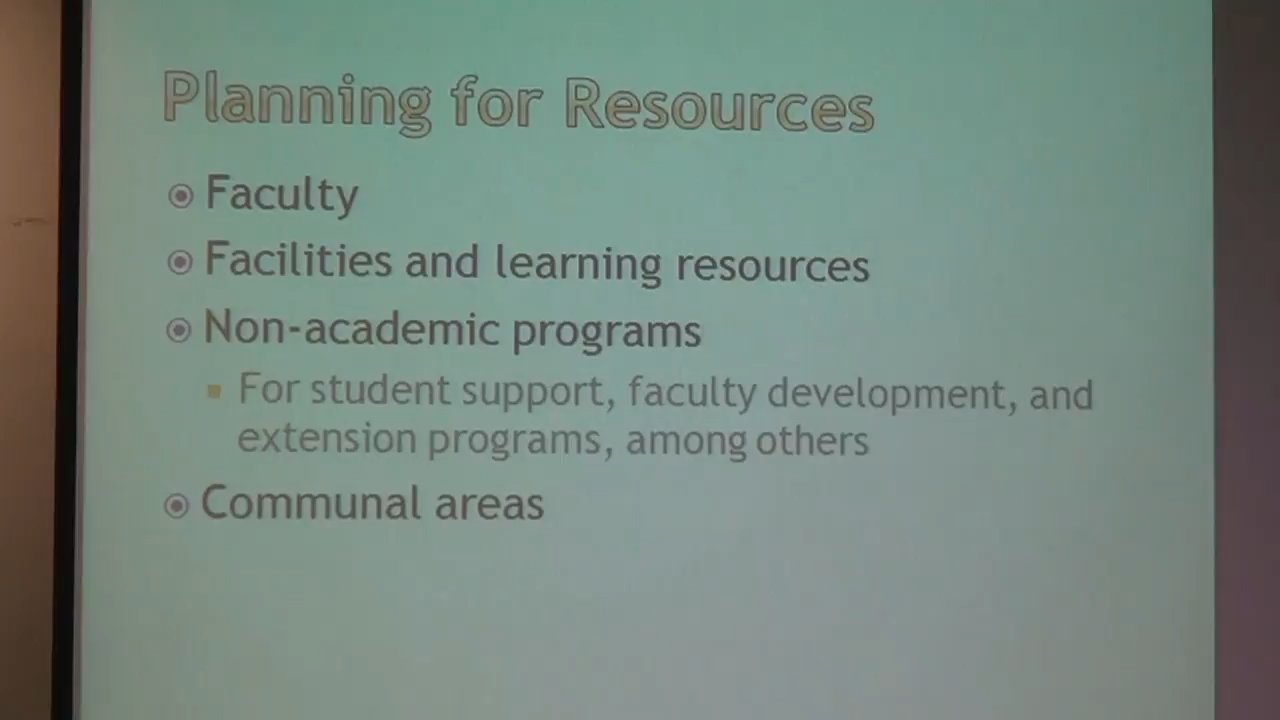 Planning for Resources
Faculty
Facilities and learning resources
Non-academic programs
For student support, faculty development, and
extension programs, among others
Communal areas